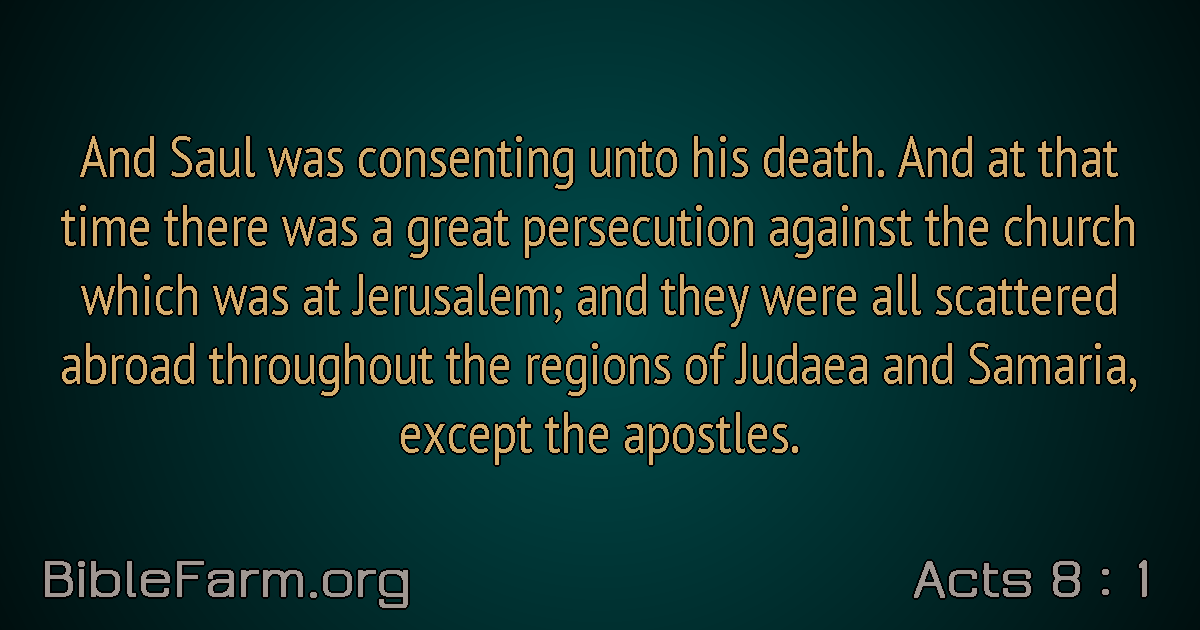 And Saul was consenting unto his death. And at that
time there was a great persecution against the church
which was at Jerusalem; and they were all scattered
abroad throughout the regions of Judaea and Samaria,
except the apostles.
BibleFarm.org
Acts 8 : 1